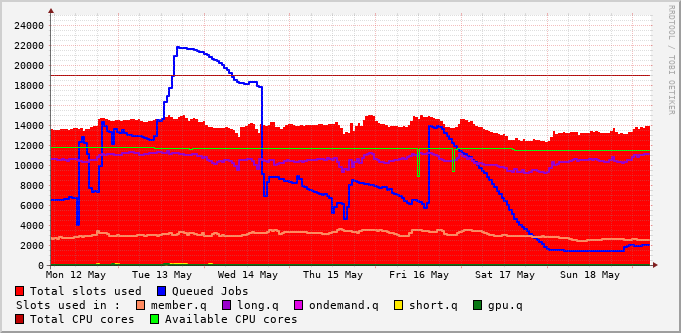 24000
22000
20000
18000
16000
14000
12000
10000
8000
6000
4000
2000
0
Mon 12 May Tue 13 May Wed 14 May Thu 15 May Fri 16 May Sat 17 May Sun 18 May
Total slots used Queued Jobs
Slots used in : member.q long.q ondemand.q short.q gpu.q
Total CPU cores Available CPU cores
RRDTOOL / TOBI OETIKER